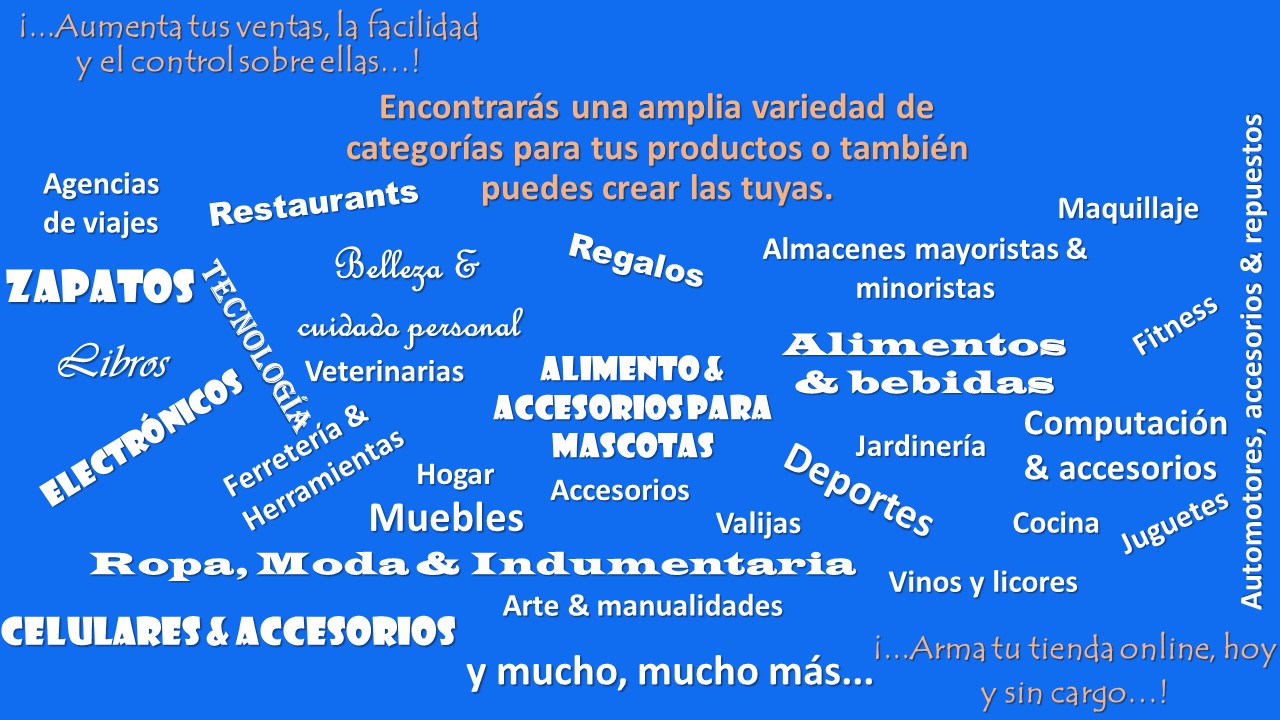 ¡...Aumenta tus ventas, la facilidad
y el control sobre ellas...!
Encontrarás una amplia variedad de
categorías para tus productos o también
puedes crear las tuyas.
Agencias
de viajes
Restaurants
Maquillaje
Belleza &
cuidado personal
Regalos
Almacenes mayoristas &
minoristas
ZAPATOS
TECNOLOGÍA
Fitness
Automotores, accesorios & repuestos
Libros
Veterinarias
ALIMENTO &
ACCESORIOS PARA
MASCOTAS
Alimentos
& bebidas
ELECTRÓNICOS
Ferretería &
Herramientas
Hogar
Accesorios
Deportes
Jardinería
Computación
& accesorios
Muebles
Valijas
Cocina
Juguetes
Ropa, Moda & Indumentaria
Vinos y licores
Arte & manualidades
CELULARES & ACCESORIOS
y mucho, mucho más...
¡...Arma tu tienda online, hoy
y sin cargo...!